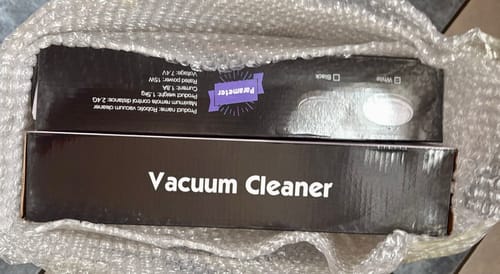 Parameter
Product name: Robotic vacuum cleaner
Maximum remote control distance: 2.4G
Product weight: 1.5kg
Current: 1.8A
Rated power: 15W
Voltage: 7.4V
White
Black
Vacuum Cleaner